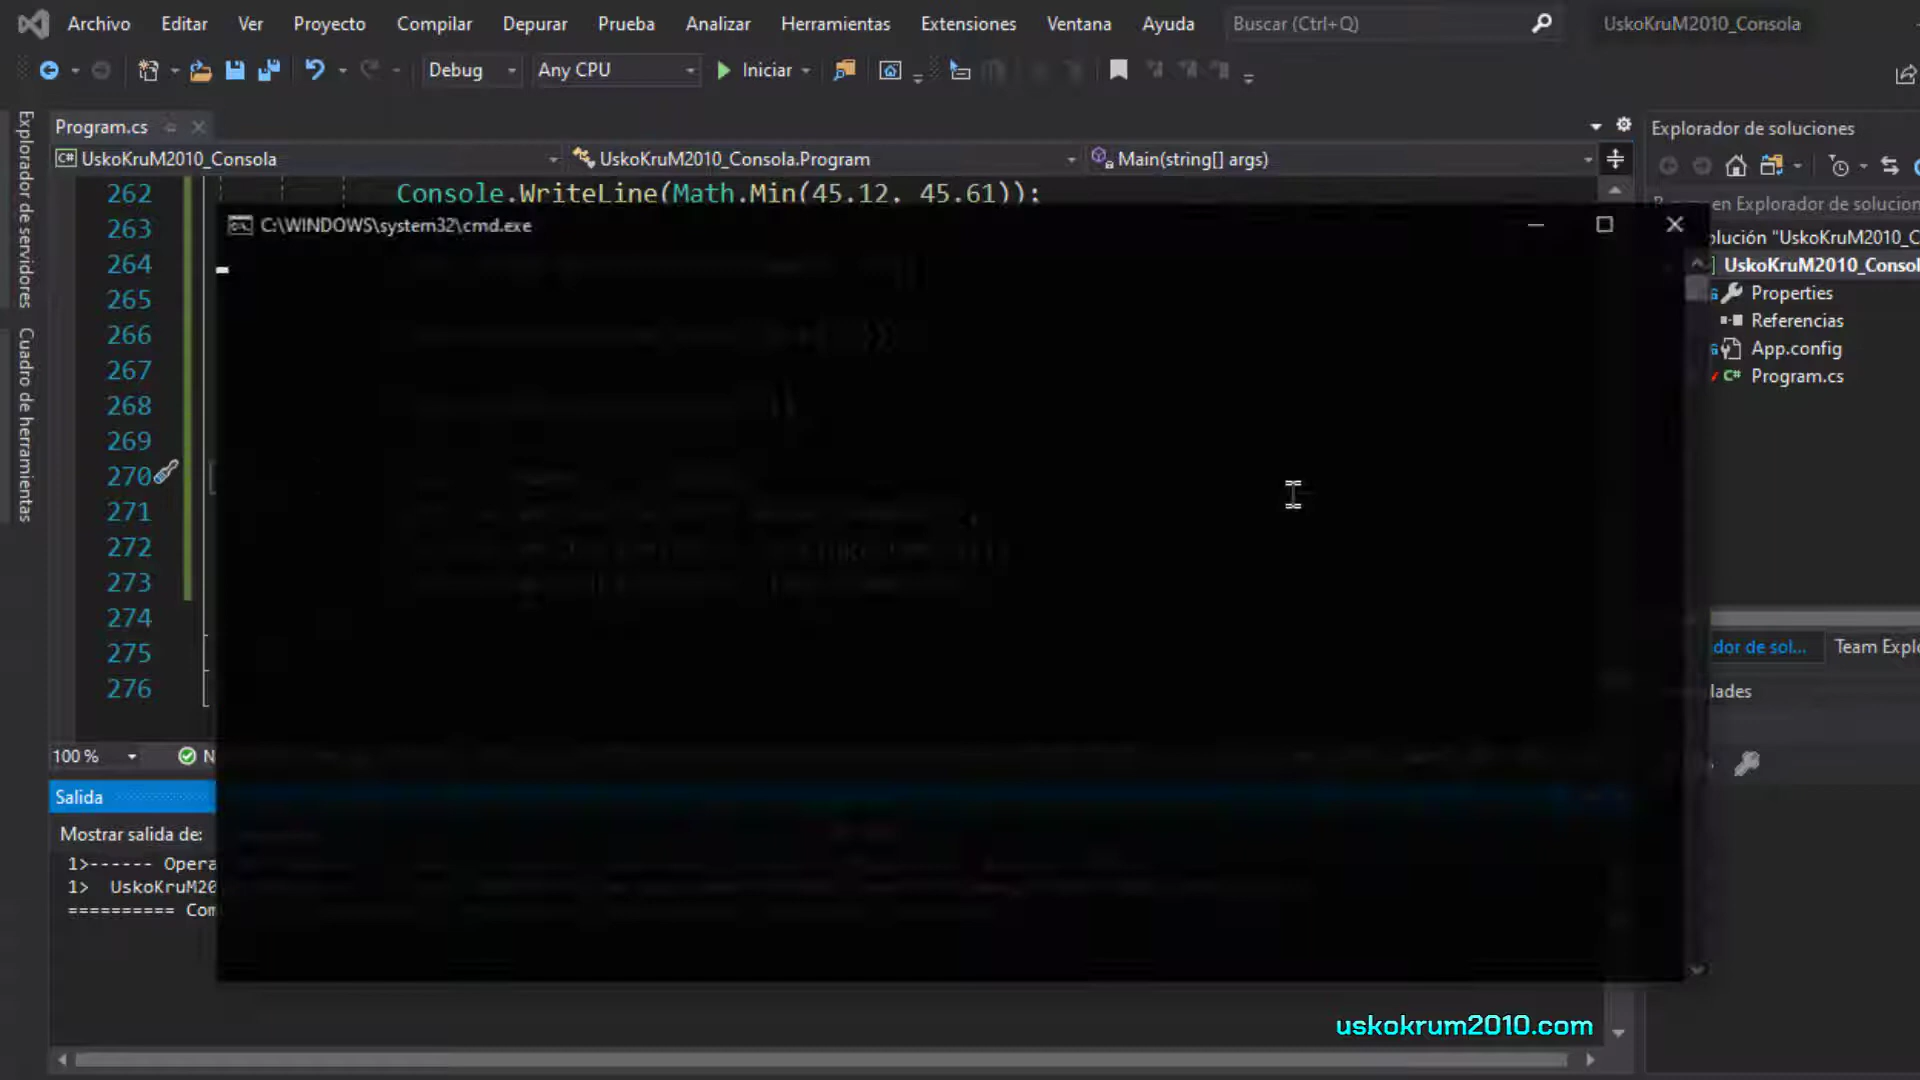 Archivo Editar Ver Proyecto Compilar Depurar Prueba Analizar Herramientas Extensiones Ventana Ayuda Buscar (Ctrl+Q) UskoKruM2010_Consola
Debug Any CPU Iniciar
Explorador de servidores
Cuadro de herramientas
Program.cs
UskoKruM2010_Consola UskoKruM2010_Consola.Program Main(string[] args)
262 Console.WriteLine(Math.Min(45.12, 45.61));
263
264
265
266
267
268
269
270
271
272
273
274
275
276
C:\WINDOWS\system32\cmd.exe
100 % N
Salida
Mostrar salida de:
1>------ Opera
1> UskoKruM20
========== Com
Explorador de soluciones
en Explorador de solucion
olución "UskoKruM2010_C
UskoKruM2010_Consol
Properties
Referencias
App.config
Program.cs
dor de sol... Team Explo
dades
uskokrum2010.com